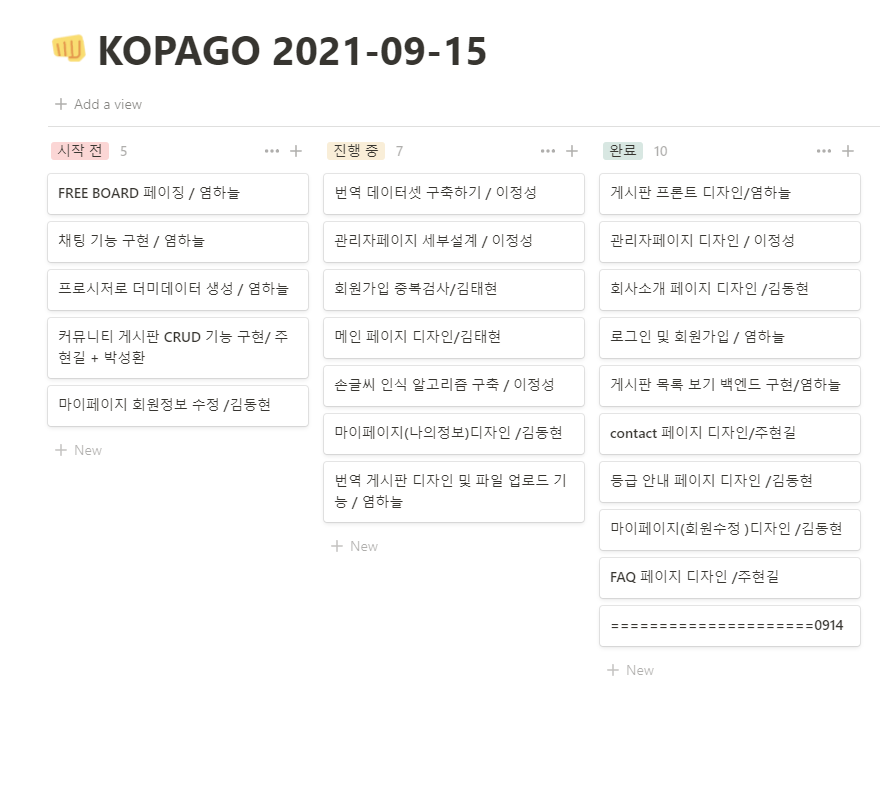 KOPAGO 2021-09-15
Add a view
시작 전 5
FREE BOARD 페이징 / 염하늘
채팅 기능 구현 / 염하늘
프로시저로 더미데이터 생성 / 염하늘
커뮤니티 게시판 CRUD 기능 구현/ 주
현길 + 박성환
마이페이지 회원정보 수정 /김동현
New
진행 중 7
번역 데이터셋 구축하기 / 이정성
관리자페이지 세부설계 / 이정성
회원가입 중복검사/김태현
메인 페이지 디자인/김태현
손글씨 인식 알고리즘 구축 / 이정성
마이페이지(나의정보)디자인 /김동현
번역 게시판 디자인 및 파일 업로드 기
능 / 염하늘
New
완료 10
게시판 프론트 디자인/염하늘
관리자페이지 디자인 / 이정성
회사소개 페이지 디자인 /김동현
로그인 및 회원가입 / 염하늘
게시판 목록 보기 백엔드 구현/염하늘
contact 페이지 디자인/주현길
등급 안내 페이지 디자인 /김동현
마이페이지(회원수정 )디자인 /김동현
FAQ 페이지 디자인 /주현길
=====================0914
New